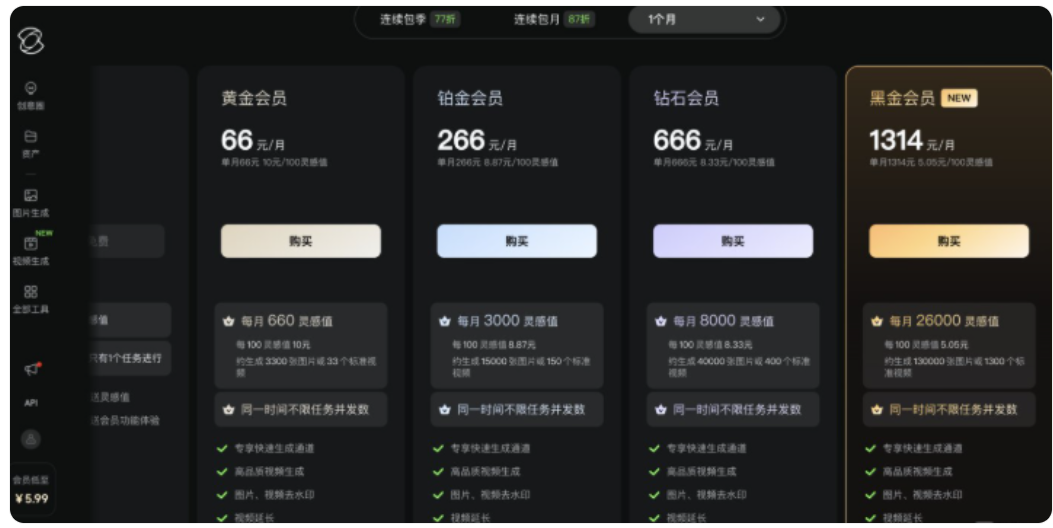 连续包季 77折
连续包月 87折
1个月
创意圈
资产
图片生成
NEW
视频生成
全部工具
API
会员低至
¥5.99
免费
感值
只有1个任务进行
送灵感值
送会员功能体验
黄金会员
66 元/月
单月66元 10元/100灵感值
购买
每月 660 灵感值
每 100 灵感值 10元
约生成 3300 张图片或 33 个标准视
频
同一时间不限任务并发数
专享快速生成通道
高品质视频生成
图片、视频去水印
视频延长
铂金会员
266 元/月
单月266元 8.87元/100灵感值
购买
每月 3000 灵感值
每 100 灵感值 8.87元
约生成 15000 张图片或 150 个标准
视频
同一时间不限任务并发数
专享快速生成通道
高品质视频生成
图片、视频去水印
视频延长
钻石会员
666 元/月
单月666元 8.33元/100灵感值
购买
每月 8000 灵感值
每 100 灵感值 8.33元
约生成 40000 张图片或 400 个标准
视频
同一时间不限任务并发数
专享快速生成通道
高品质视频生成
图片、视频去水印
视频延长
黑金会员 NEW
1314 元/月
单月1314元 5.05元/100灵感值
购买
每月 26000 灵感值
每 100 灵感值 5.05元
约生成 130000 张图片或 1300 个标
准视频
同一时间不限任务并发数
专享快速生成通道
高品质视频生成
图片、视频去水印
视频延长